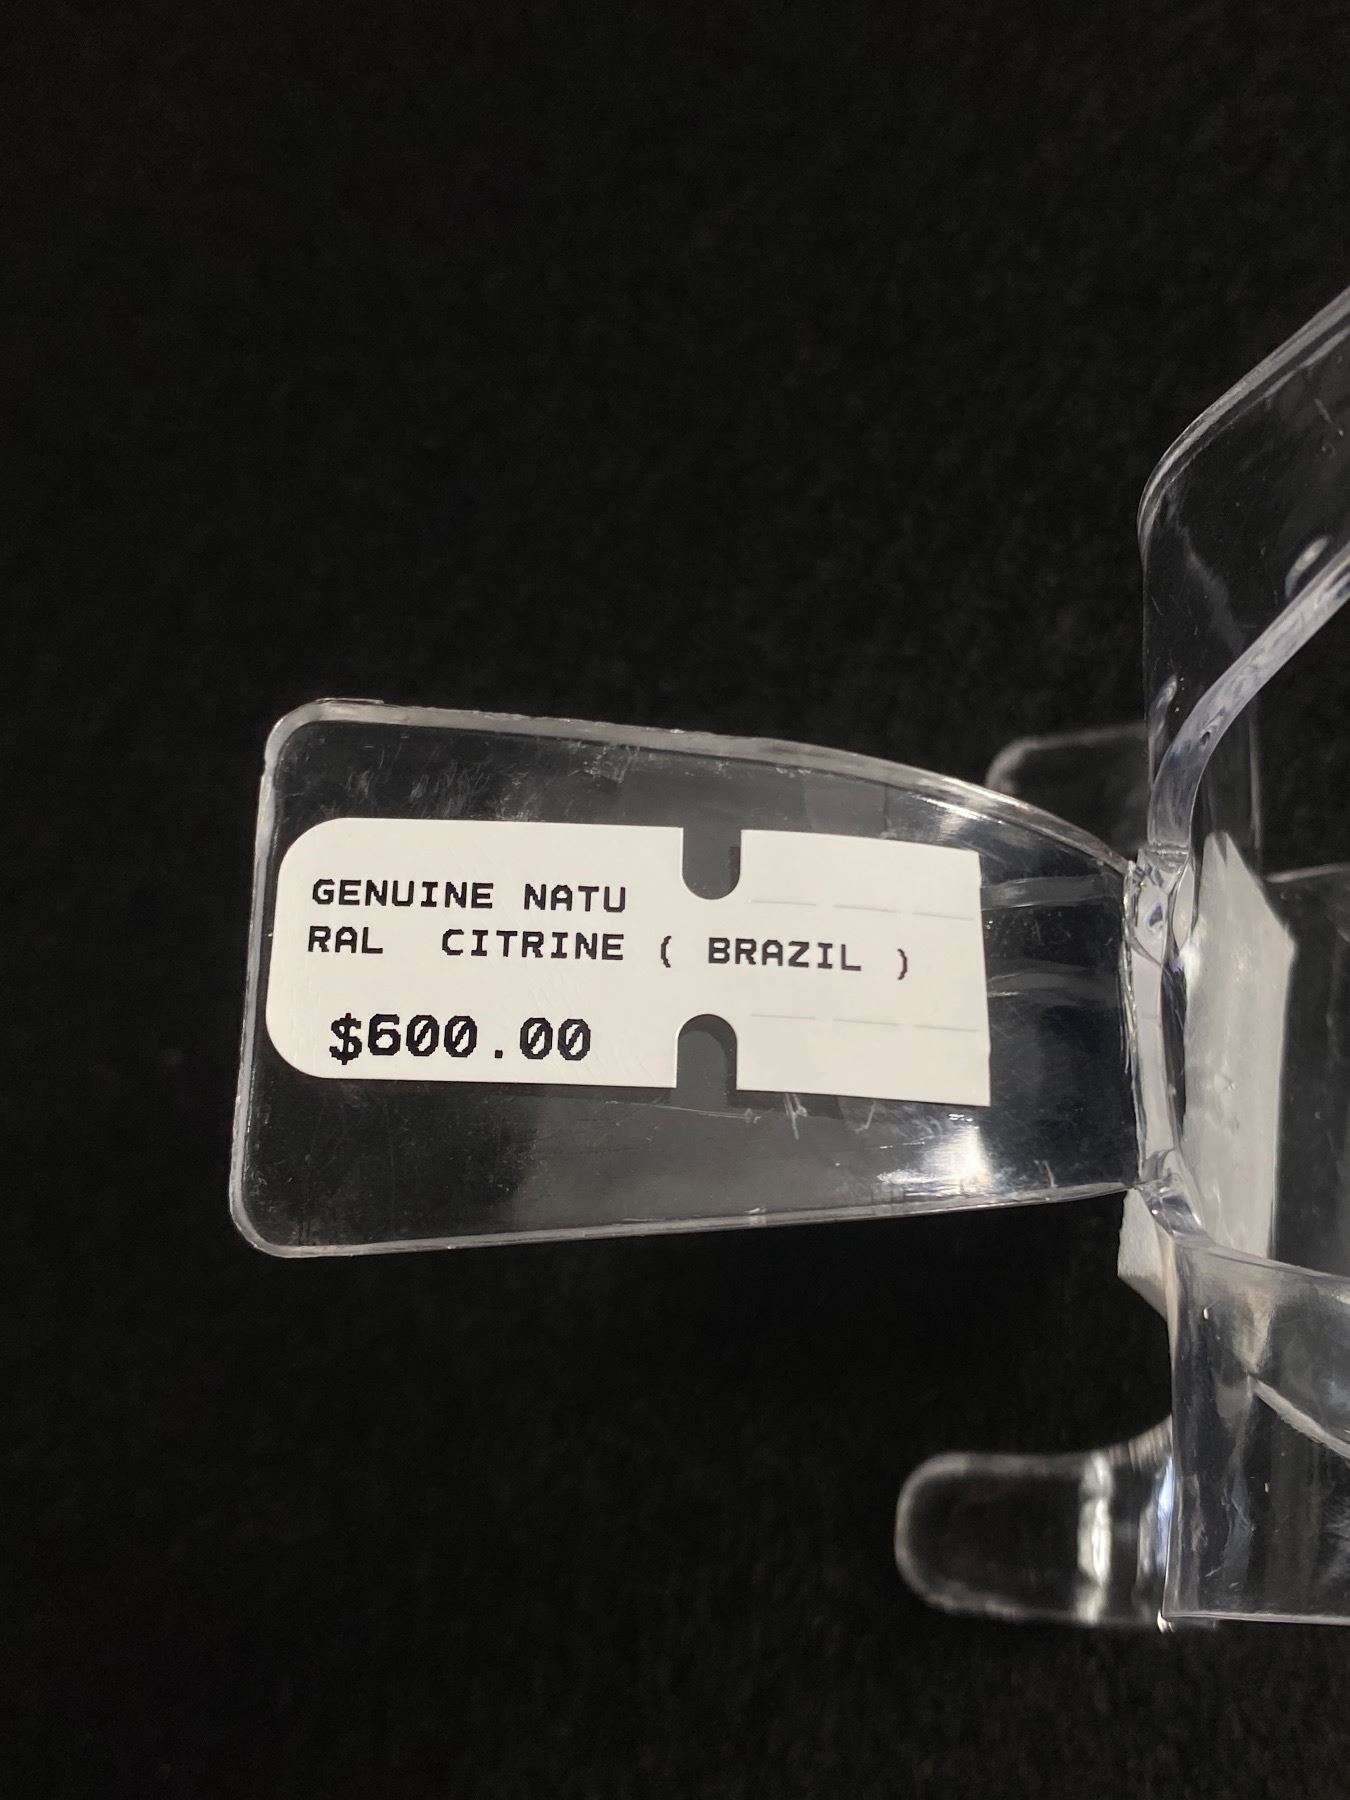 GENUINE NATU
RAL CITRINE ( BRAZIL )
$600.00